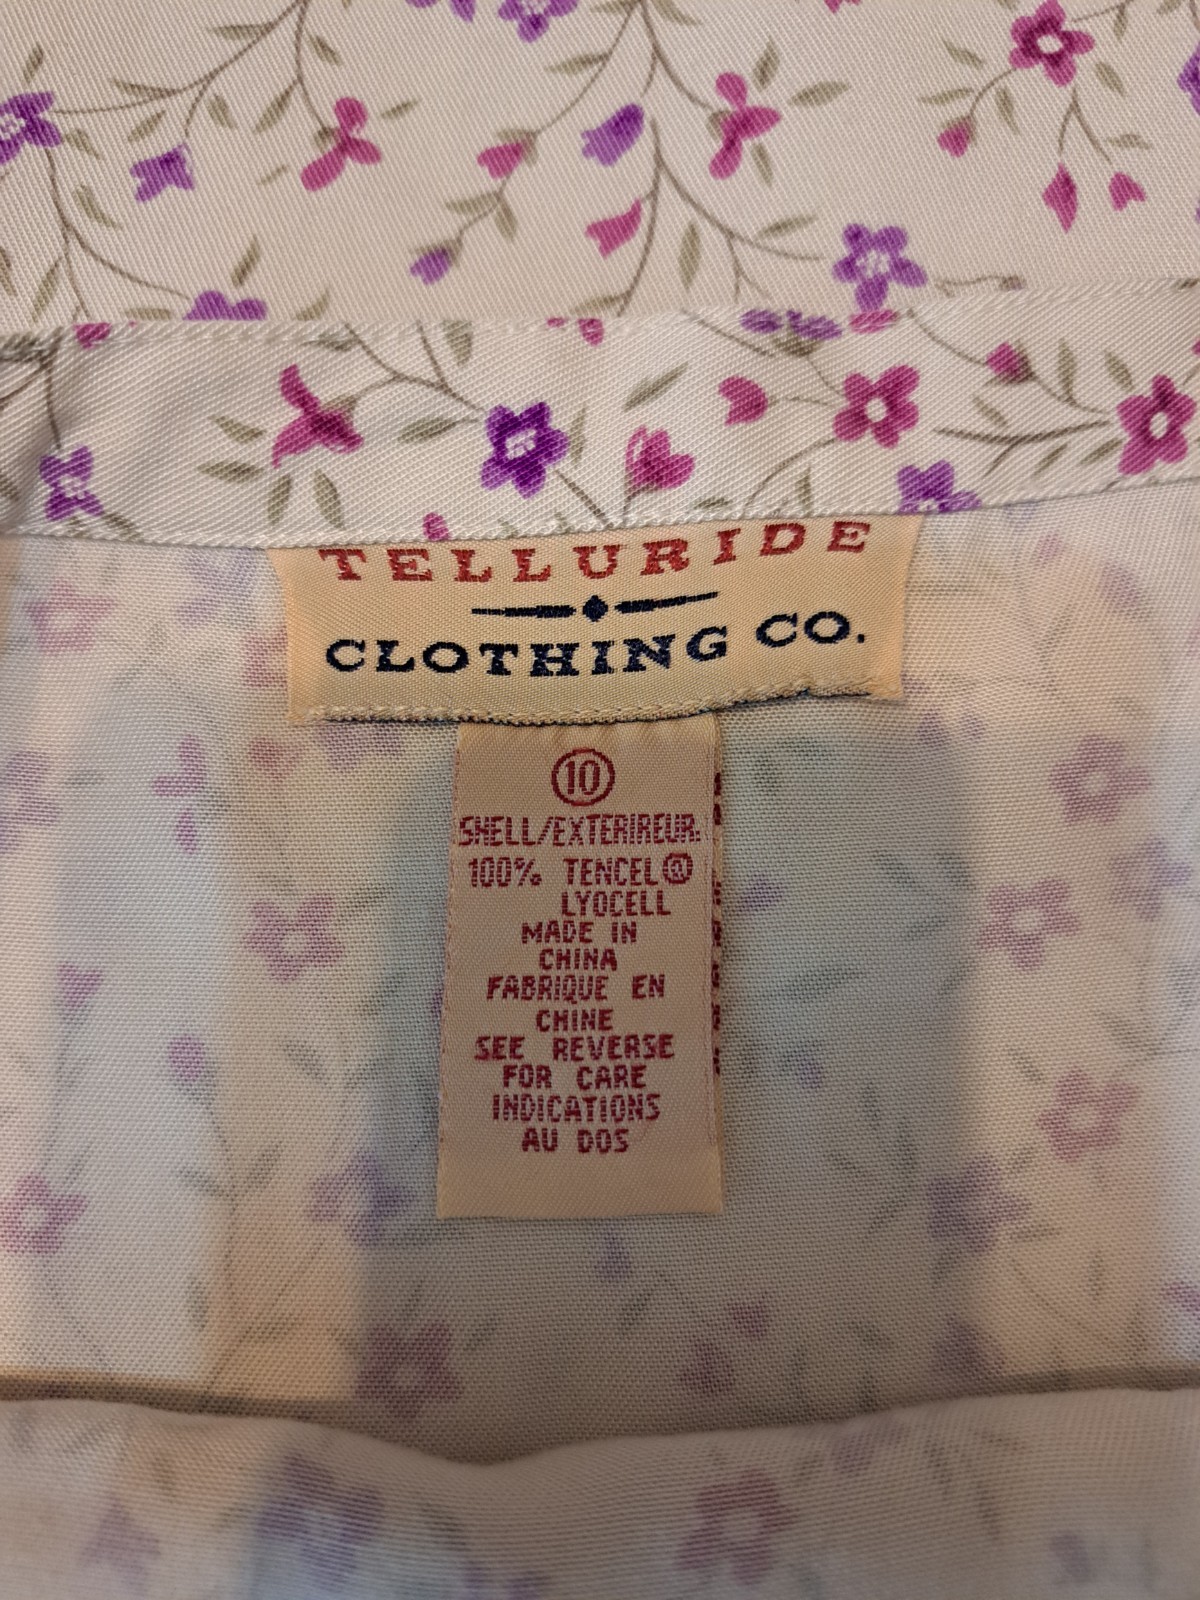 TELLURIDE
CLOTHING CO.
10
SHELL/EXTERIREUR:
100% TENCEL®
LYOCELL
MADE IN
CHINA
FABRIQUE EN
CHINE
SEE REVERSE
FOR CARE
INDICATIONS
AU DOS